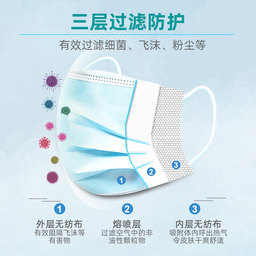 三层过滤防护
有效过滤细菌、飞沫、粉尘等
1 2 3
1
外层无纺布
有效阻隔飞沫等
有害物
2
熔喷层
过滤空气中的非
油性颗粒物
3
内层无纺布
吸附体内呼出热气
令皮肤干爽舒适